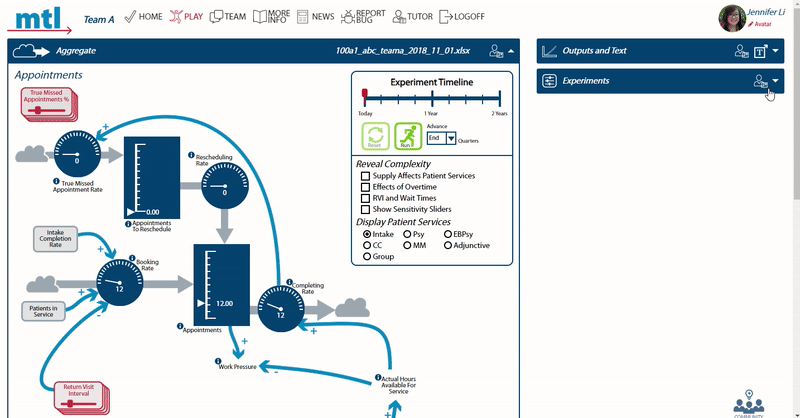 mtl
Team A
HOME
PLAY
TEAM
MORE
INFO
NEWS
REPORT
BUG
TUTOR
LOGOFF
Jennifer Li
Avatar
Aggregate
100a1_abc_teama_2018_11_01.xlsx
Outputs and Text
Experiments
Appointments
True Missed
Appointments %
0
True Missed
Appointment Rate
0.00
Appointments
To Reschedule
Rescheduling
Rate
0
Intake
Completion
Rate
Booking
Rate
12
Patients in
Service
12.00
Appointments
Completing
Rate
12
Work Pressure
Actual Hours
Available For
Service
Return Visit
Interval
Experiment Timeline
Today
1 Year
2 Years
Reset
Run
Advance
End
Quarters
Reveal Complexity
Supply Affects Patient Services
Effects of Overtime
RVI and Wait Times
Show Sensitivity Sliders
Display Patient Services
Intake
Psy
EBPsy
CC
MM
Adjunctive
Group
COMMUNITY